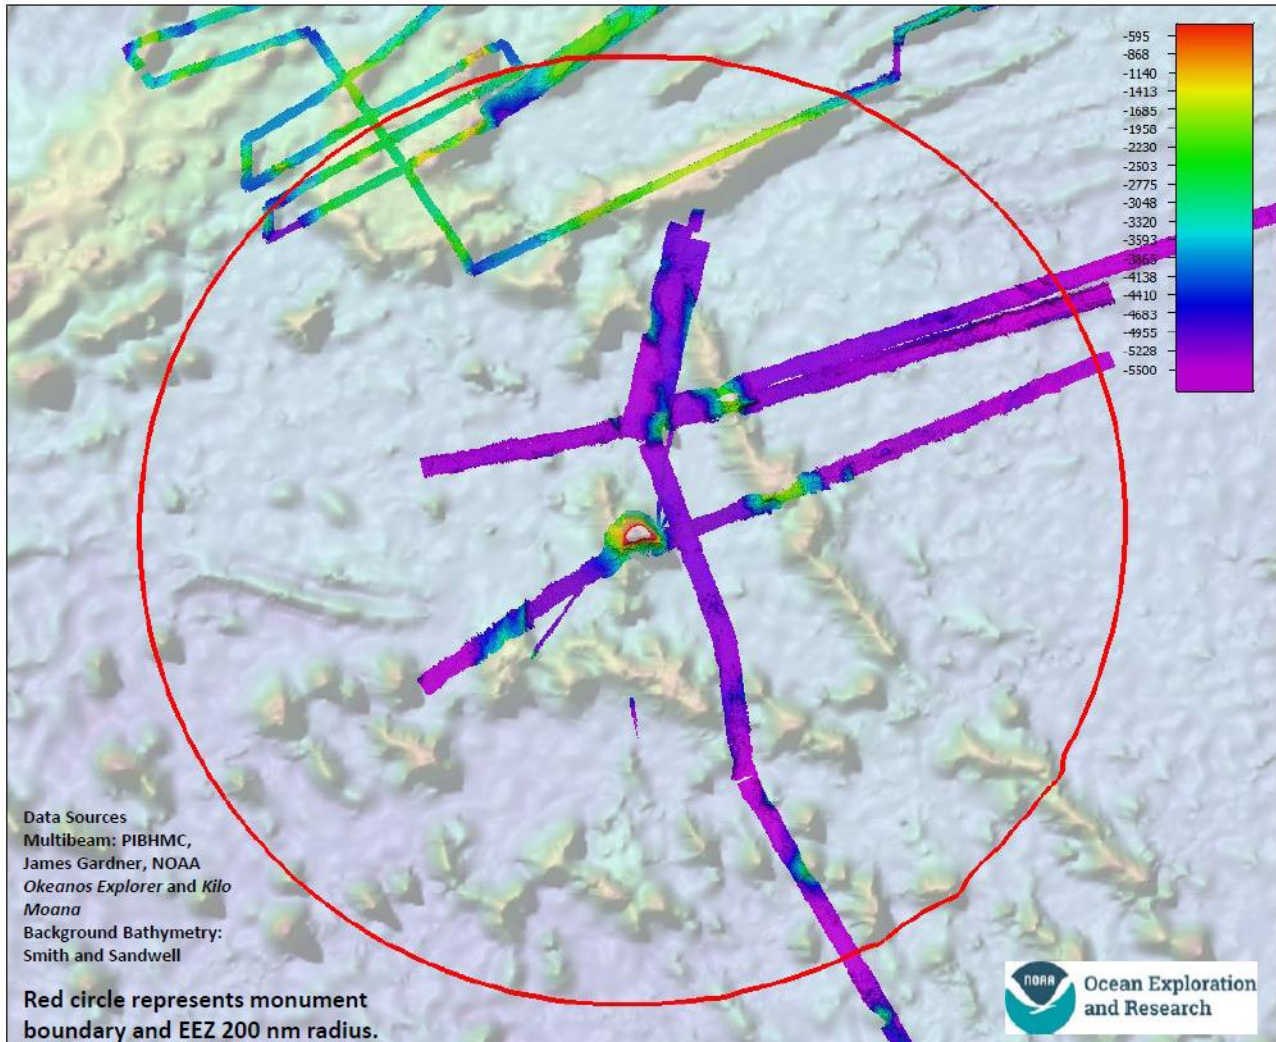 -595
-868
-1140
-1413
-1685
-1958
-2230
-2503
-2775
-3048
-3320
-3593
-3865
-4138
-4410
-4683
-4955
-5228
-5500
Data Sources
Multibeam: PIBHMC,
James Gardner, NOAA
Okeanos Explorer and Kilo
Moana
Background Bathymetry:
Smith and Sandwell
Red circle represents monument
boundary and EEZ 200 nm radius.
NOAA
Ocean Exploration
and Research